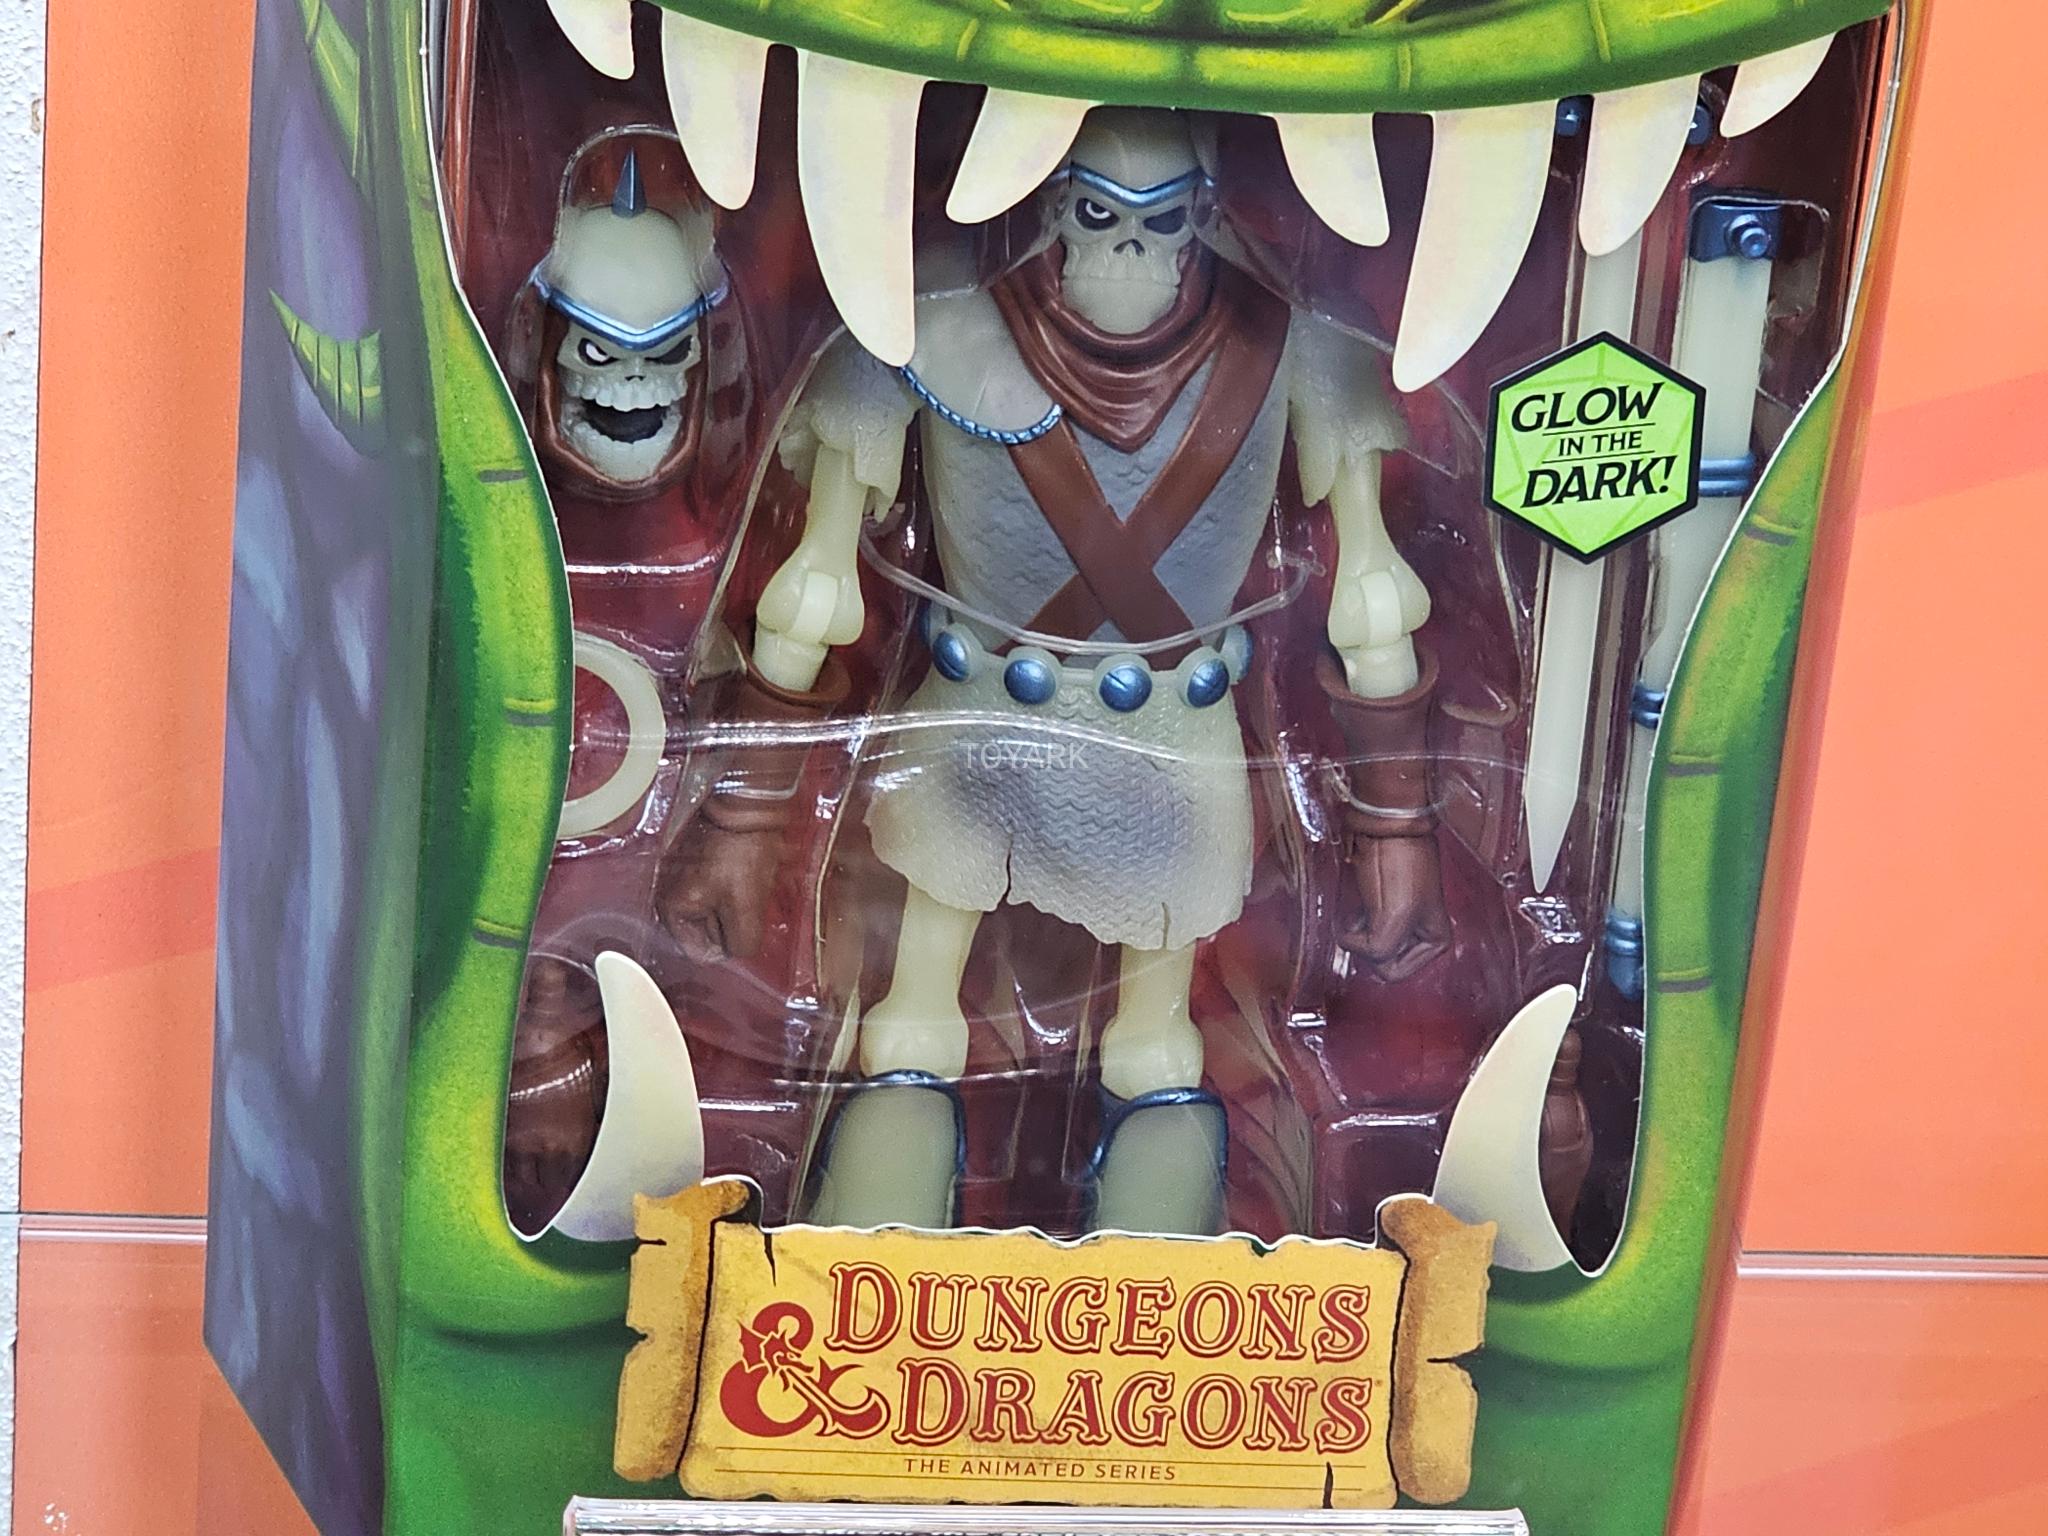 GLOW
IN THE
DARK!
TOYARK
DUNGEONS
& DRAGONS
THE ANIMATED SERIES